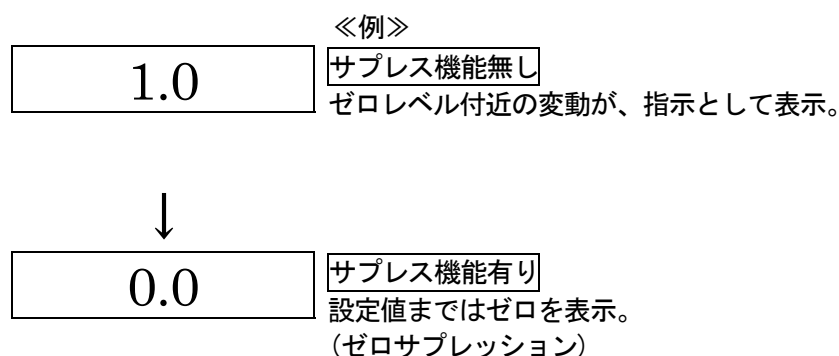 ≪例≫
1.0
サプレス機能無し
ゼロレベル付近の変動が、指示として表示。
↓
0.0
サプレス機能有り
設定値まではゼロを表示。
(ゼロサプレッション)